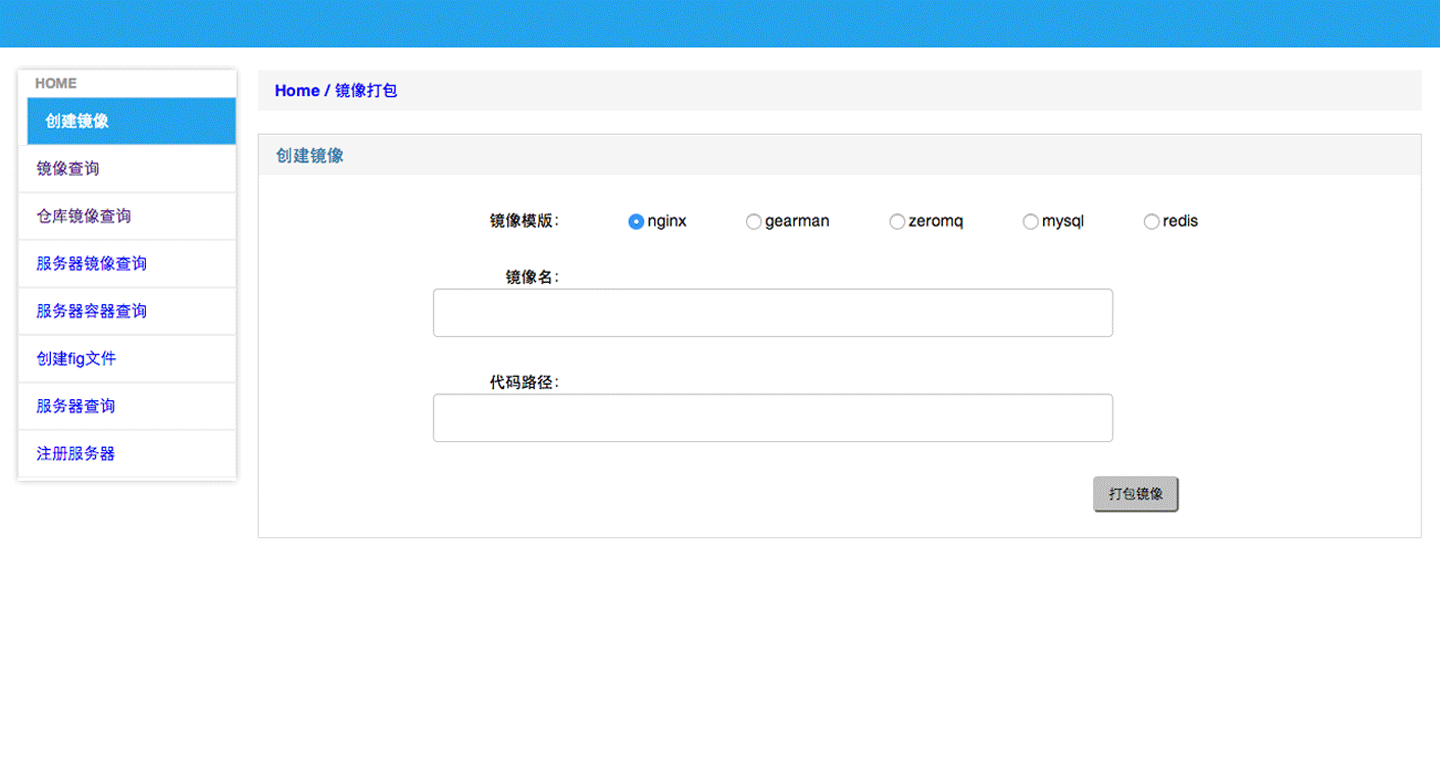 HOME
创建镜像
镜像查询
仓库镜像查询
服务器镜像查询
服务器容器查询
创建fig文件
服务器查询
注册服务器
Home / 镜像打包
创建镜像
镜像模版: nginx gearman zeromq mysql redis
镜像名:
代码路径:
打包镜像